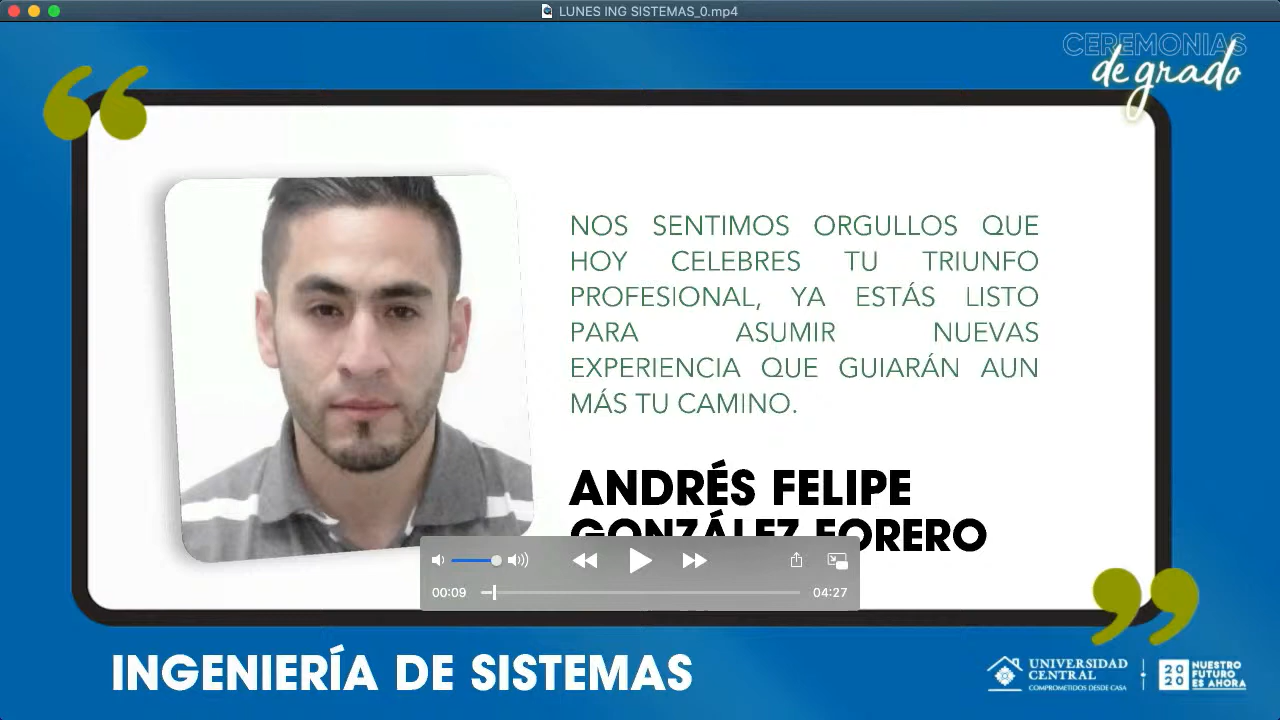 LUNES ING SISTEMAS_0.mp4
CEREMONIAS
de grado
NOS SENTIMOS ORGULLOS QUE
HOY CELEBRES TU TRIUNFO
PROFESIONAL, YA ESTÁS LISTO
PARA ASUMIR NUEVAS
EXPERIENCIA QUE GUIARÁN AUN
MÁS TU CAMINO.
ANDRÉS FELIPE
GONZÁLEZ FORERO
00:09
04:27
INGENIERÍA DE SISTEMAS
UNIVERSIDAD
CENTRAL
COMPROMETIDOS DESDE CASA
20
20
NUESTRO
FUTURO
ES AHORA